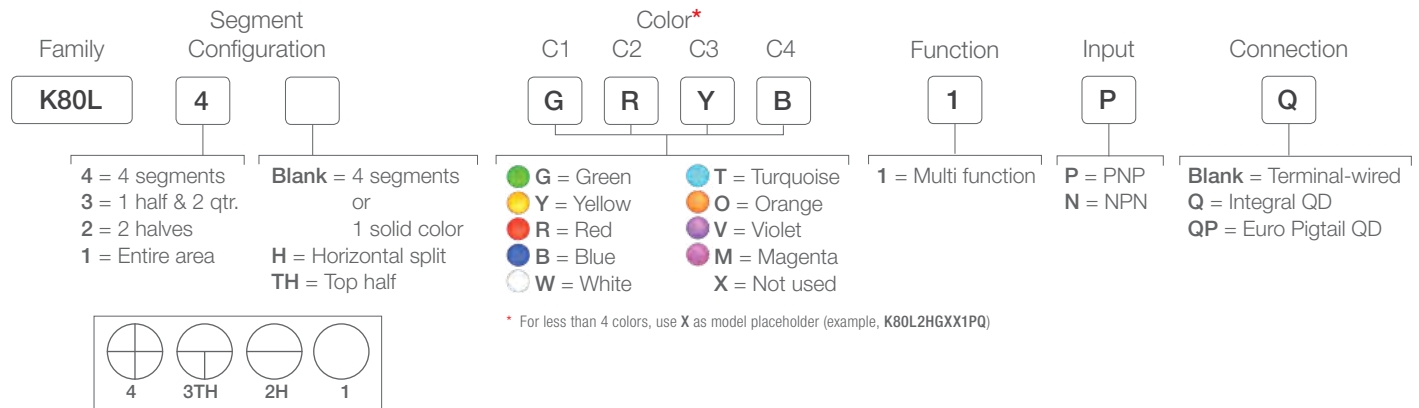 Segment
Configuration
Color*
Family
C1 C2 C3 C4
Function
Input
Connection
K80L
4
G R Y B
1
P
Q
4 = 4 segments
3 = 1 half & 2 qtr.
2 = 2 halves
1 = Entire area
Blank = 4 segments
or
1 solid color
H = Horizontal split
TH = Top half
G = Green
Y = Yellow
R = Red
B = Blue
W = White
T = Turquoise
O = Orange
V = Violet
M = Magenta
X = Not used
1 = Multi function
P = PNP
N = NPN
Blank = Terminal-wired
Q = Integral QD
QP = Euro Pigtail QD
* For less than 4 colors, use X as model placeholder (example, K80L2HGXX1PQ)
4 3TH 2H 1